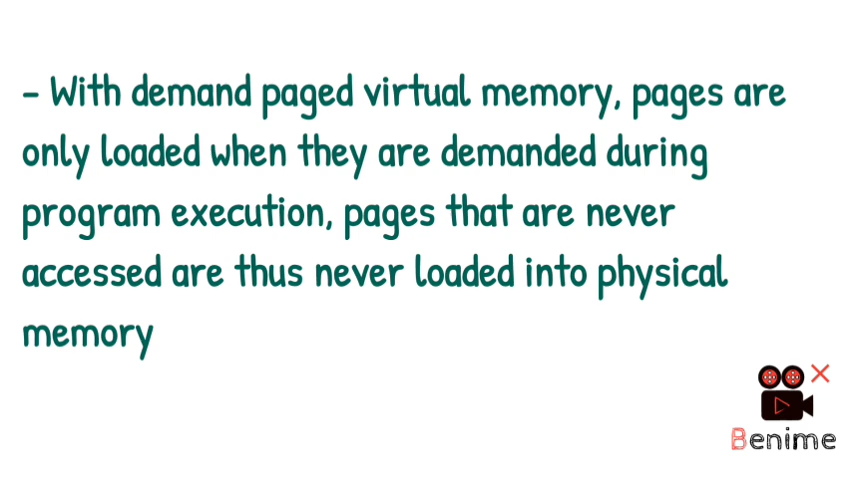 - With demand paged virtual memory, pages are
only loaded when they are demanded during
program execution, pages that are never
accessed are thus never loaded into physical
memory
Benime